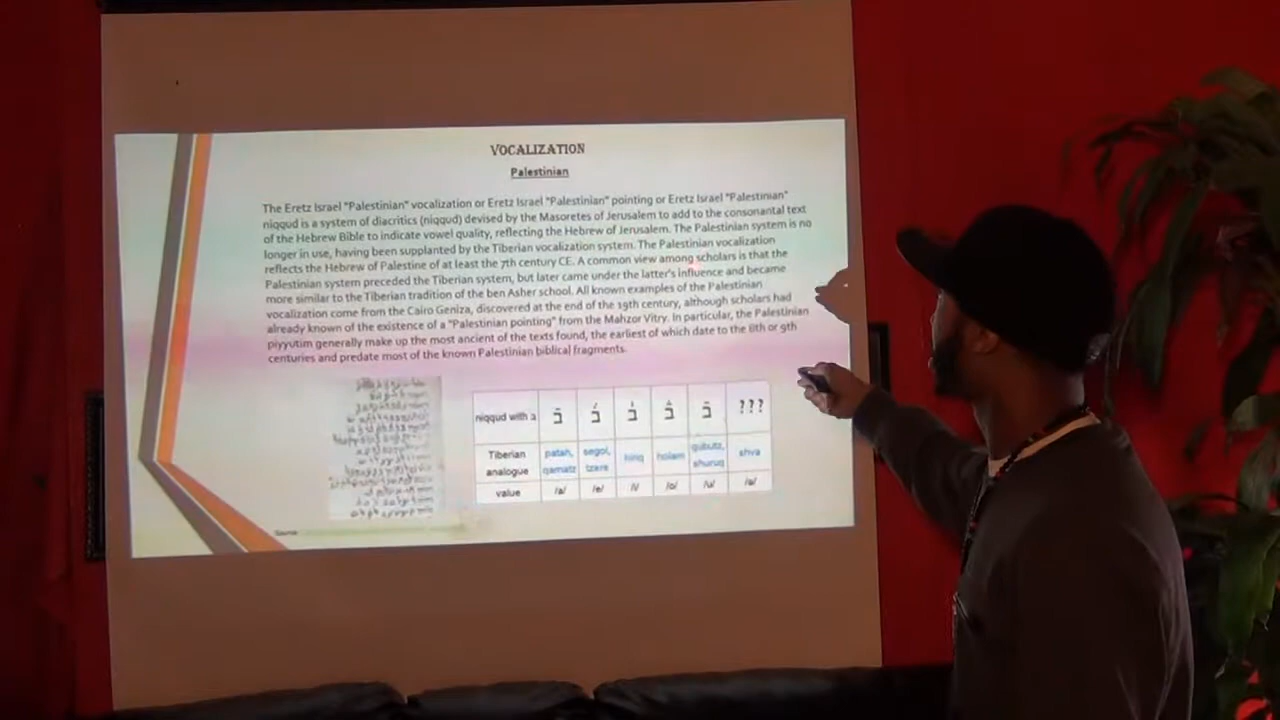 VOCALIZATION
Palestinian
The Eretz Israel "Palestinian" vocalization or Eretz Israel "Palestinian" pointing or Eretz Israel "Palestinian"
niqqud is a system of diacritics (niqqud) devised by the Masoretes of Jerusalem to add to the consonantal text
of the Hebrew Bible to indicate vowel quality, reflecting the Hebrew of Jerusalem. The Palestinian system is no
longer in use, having been supplanted by the Tiberian vocalization system. The Palestinian vocalization
reflects the Hebrew of Palestine of at least the 7th century CE. A common view among scholars is that the
Palestinian system preceded the Tiberian system, but later came under the latter's influence and became
more similar to the Tiberian tradition of the ben Asher school. All known examples of the Palestinian
vocalization come from the Cairo Geniza, discovered at the end of the 19th century, although scholars had
already known of the existence of a "Palestinian pointing" from the Mahzor Vitry. In particular, the Palestinian
piyyutim generally make up the most ancient of the texts found, the earliest of which date to the 8th or 9th
centuries and predate most of the known Palestinian biblical fragments.
niqqud with ב ב ב ב ב ב ???
Tiberian analogue patah, qamatz segol, tzere hiriq holam qubutz, shuruq shva
value /a/ /e/ /i/ /o/ /u/ /ə/
Source: